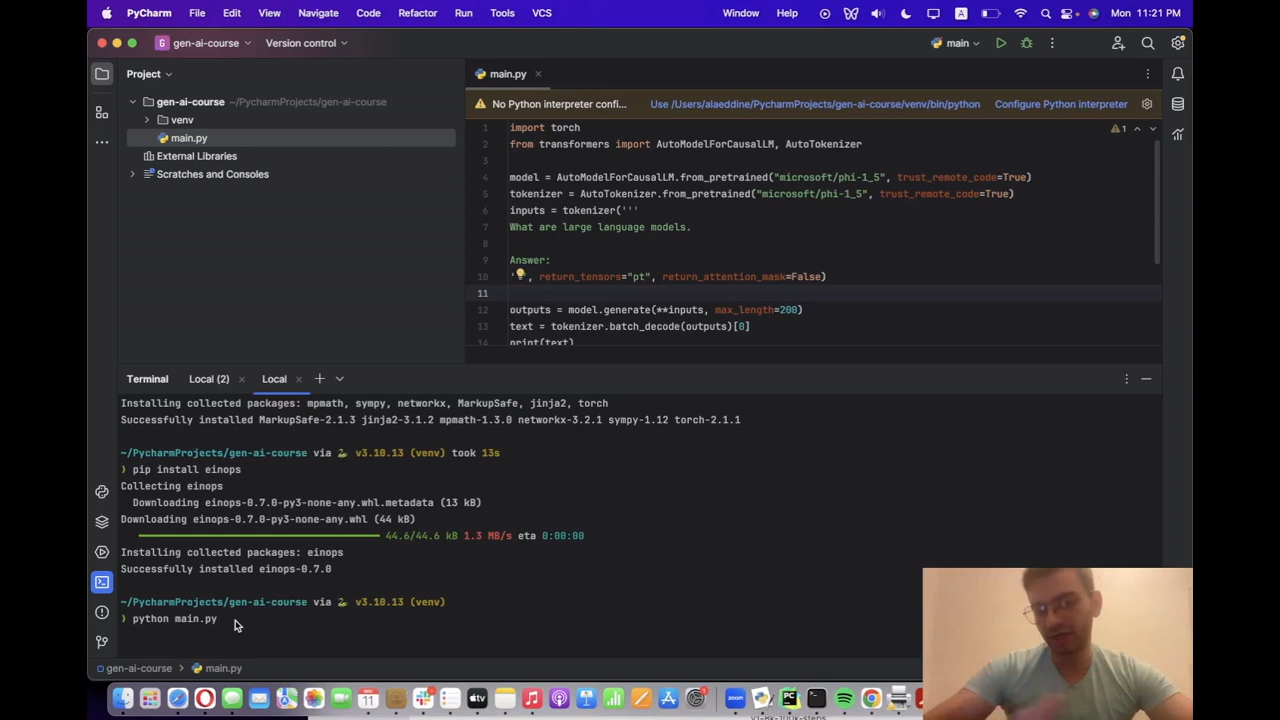 PyCharm File Edit View Navigate Code Refactor Run Tools VCS Window Help A Mon 11:21 PM
G gen-ai-course Version control main
Project
gen-ai-course ~/PycharmProjects/gen-ai-course
venv
main.py
External Libraries
Scratches and Consoles
main.py
No Python interpreter confi... Use /Users/alaeddine/PycharmProjects/gen-ai-course/venv/bin/python Configure Python interpreter
1 import torch
2 from transformers import AutoModelForCausalLM, AutoTokenizer
3
4 model = AutoModelForCausalLM.from_pretrained("microsoft/phi-1_5", trust_remote_code=True)
5 tokenizer = AutoTokenizer.from_pretrained("microsoft/phi-1_5", trust_remote_code=True)
6 inputs = tokenizer('''
7 What are large language models.
8
9 Answer:
10 ''', return_tensors="pt", return_attention_mask=False)
11
12 outputs = model.generate(**inputs, max_length=200)
13 text = tokenizer.batch_decode(outputs)[0]
14 print(text)
1
Terminal Local (2) Local
Installing collected packages: mpmath, sympy, networkx, MarkupSafe, jinja2, torch
Successfully installed MarkupSafe-2.1.3 jinja2-3.1.2 mpmath-1.3.0 networkx-3.2.1 sympy-1.12 torch-2.1.1
~/PycharmProjects/gen-ai-course via v3.10.13 (venv) took 13s
❯ pip install einops
Collecting einops
Downloading einops-0.7.0-py3-none-any.whl.metadata (13 kB)
Downloading einops-0.7.0-py3-none-any.whl (44 kB)
44.6/44.6 kB 1.3 MB/s eta 0:00:00
Installing collected packages: einops
Successfully installed einops-0.7.0
~/PycharmProjects/gen-ai-course via v3.10.13 (venv)
❯ python main.py
gen-ai-course > main.py
11
tv
zoom
PC
v1-8k-100k-steps